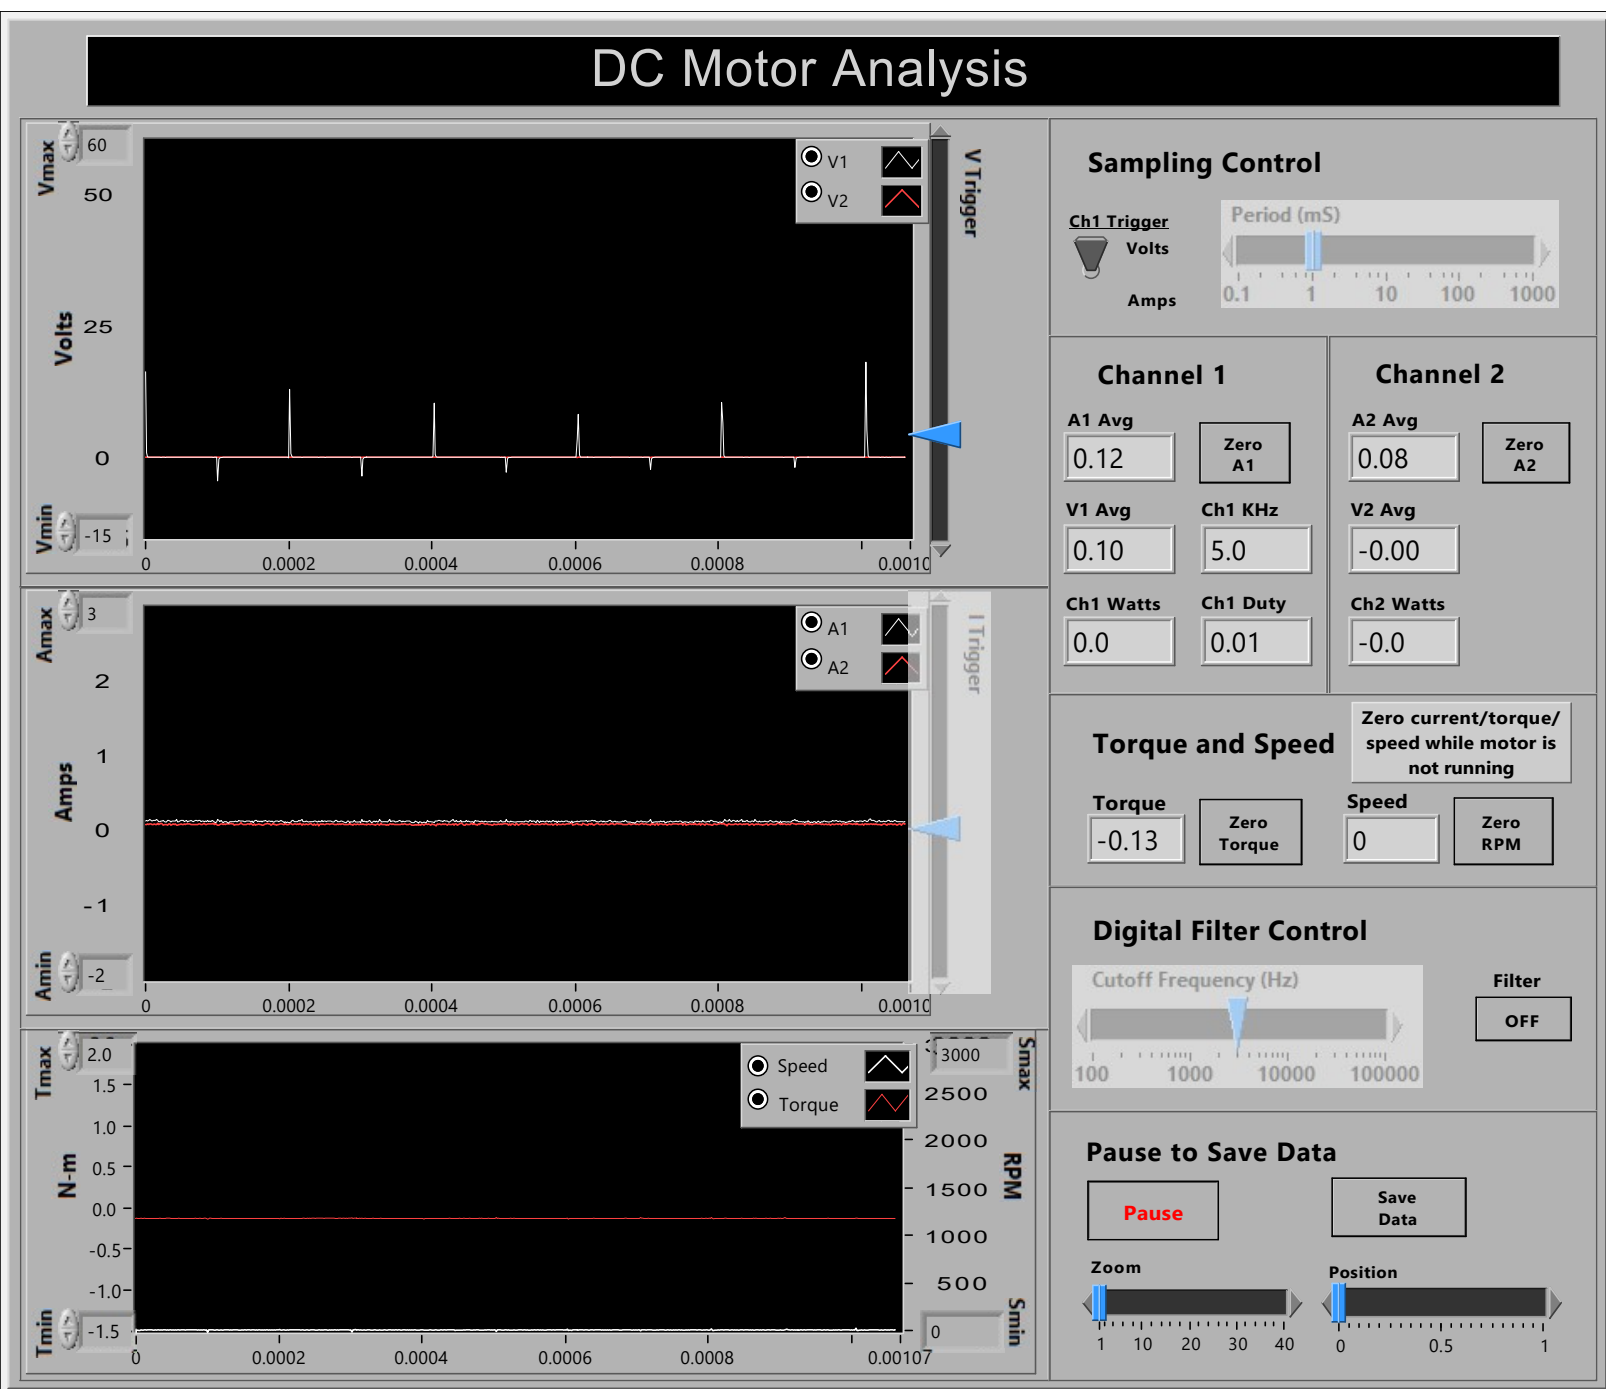 DC Motor Analysis
Vmax
60
50
Volts
25
0
Vmin
-15
0
0.0002
0.0004
0.0006
0.0008
0.0010
V1
V2
V Trigger
Amax
3
2
1
Amps
0
-1
Amin
-2
0
0.0002
0.0004
0.0006
0.0008
0.0010
A1
A2
I Trigger
Tmax
2.0
1.5
1.0
N-m
0.5
0.0
-0.5
-1.0
Tmin
-1.5
0
0.0002
0.0004
0.0006
0.0008
0.00107
Speed
Torque
3000
Smax
2500
2000
RPM
1500
1000
500
Smin
0
Sampling Control
Ch1 Trigger
Volts
Amps
Period (mS)
0.1 1 10 100 1000
Channel 1
A1 Avg
0.12
Zero
A1
V1 Avg
0.10
Ch1 KHz
5.0
Ch1 Watts
0.0
Ch1 Duty
0.01
Channel 2
A2 Avg
0.08
Zero
A2
V2 Avg
-0.00
Ch2 Watts
-0.0
Torque and Speed
Zero current/torque/
speed while motor is
not running
Torque
-0.13
Zero
Torque
Speed
0
Zero
RPM
Digital Filter Control
Cutoff Frequency (Hz)
100 1000 10000 100000
Filter
OFF
Pause to Save Data
Pause
Save
Data
Zoom
1 10 20 30 40
Position
0 0.5 1